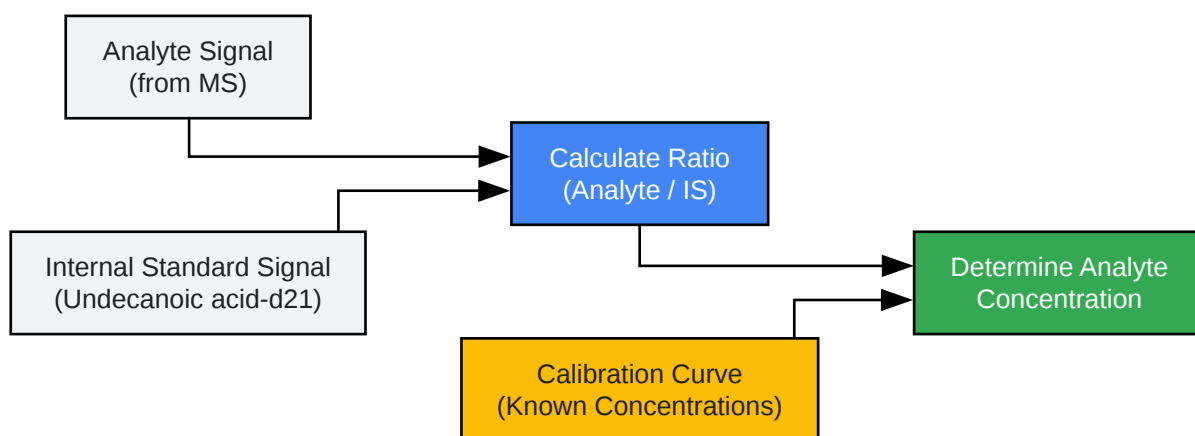 Analyte Signal
(from MS)
Calculate Ratio
(Analyte / IS)
Internal Standard Signal
(Undecanoic acid-d21)
Determine Analyte
Concentration
Calibration Curve
(Known Concentrations)